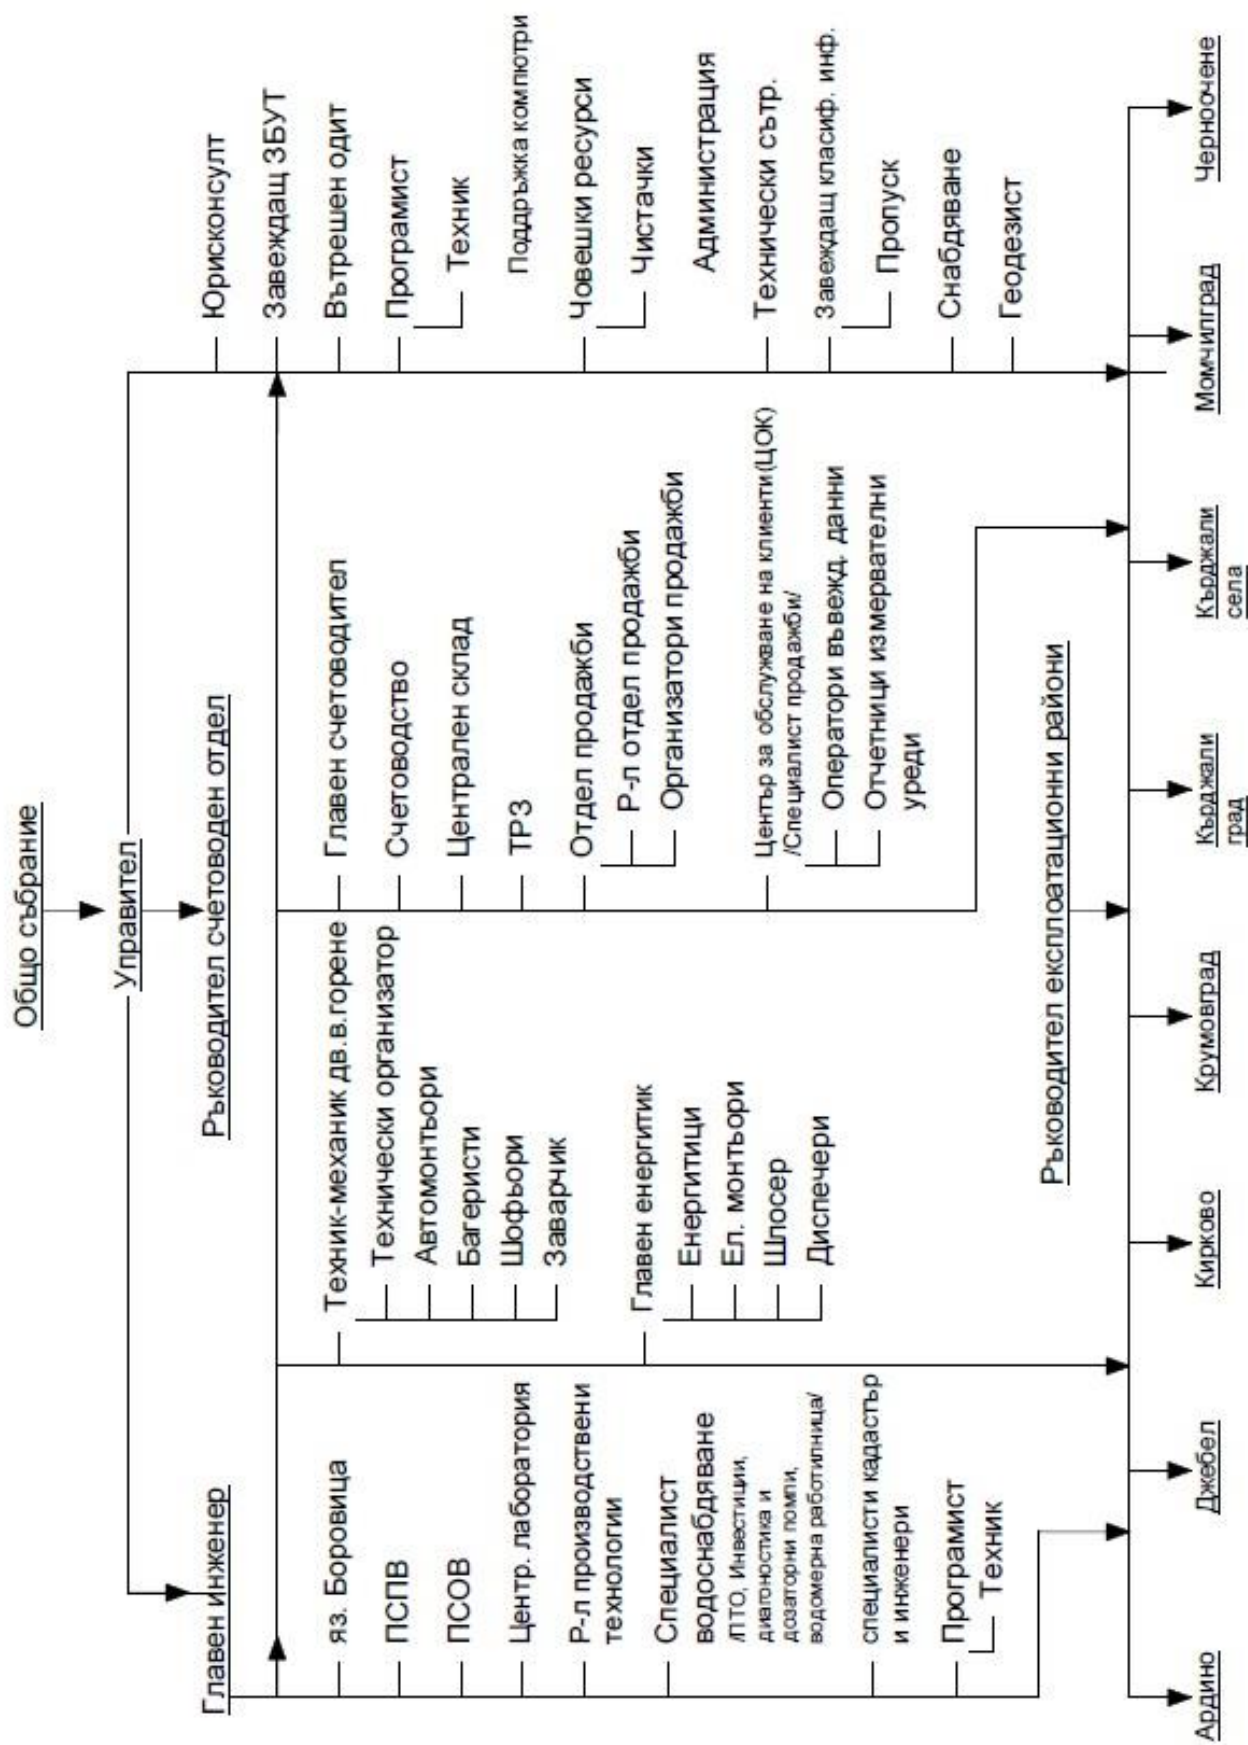 Общо събрание
Управител
Главен инженер
Ръководител счетоводен отдел
яз. Боровица
ПСПВ
ПСОВ
Центр. лаборатория
Р-л производствени
технологии
Специалист
водоснабдяване
/ПТО, Инвестиции,
диагностика и
дозаторни помпи,
водомерна работилница/
специалисти кадастър
и инженери
Програмист
Техник
Техник-механик дв.в.горене
Технически организатор
Автомонтьори
Багеристи
Шофьори
Заварчик
Главен енергитик
Енергитици
Ел. монтьори
Шлосер
Диспечери
Главен счетоводител
Счетоводство
Централен склад
ТРЗ
Отдел продажби
Р-л отдел продажби
Организатори продажби
Център за обслужване на клиенти(ЦОК)
/Специалист продажби/
Оператори въвежд. данни
Отчетници измервателни
уреди
Юрисконсулт
Завеждащ ЗБУТ
Вътрешен одит
Програмист
Техник
Поддръжка компютри
Човешки ресурси
Чистачки
Администрация
Технически сътр.
Завеждащ класиф. инф.
Пропуск
Снабдяване
Геодезист
Ръководител експлоатационни райони
Ардино
Джебел
Кирково
Крумовград
Кърджали
град
Кърджали
села
Момчилград
Черноочене